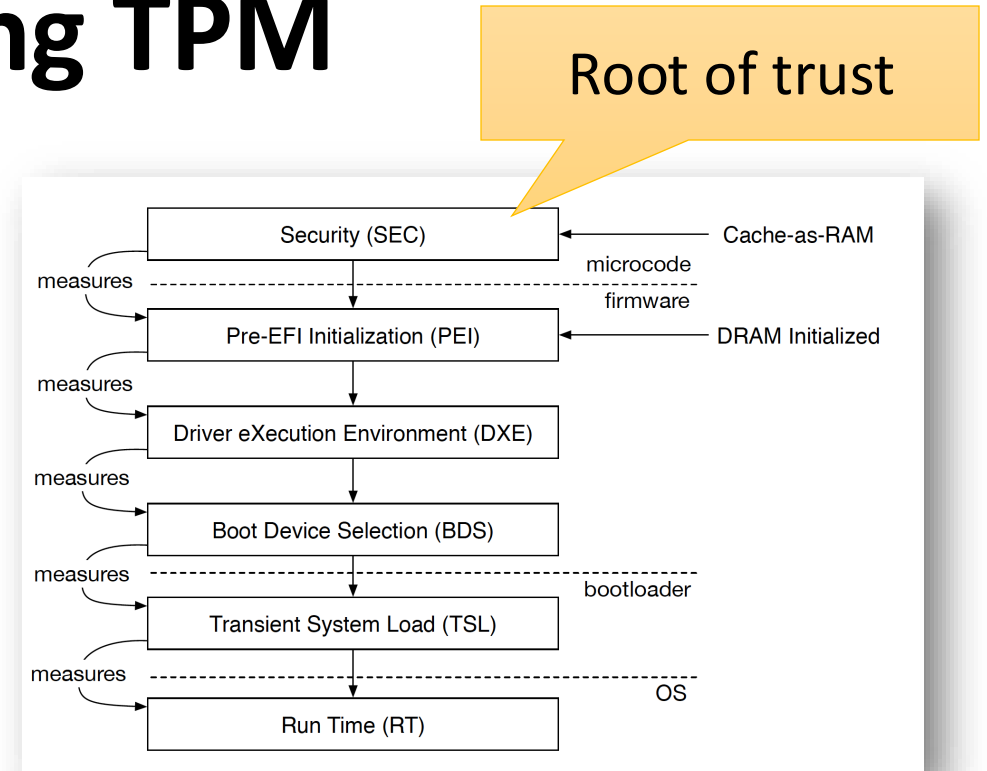 ng TPM
Root of trust
Security (SEC)
Cache-as-RAM
microcode
measures
firmware
Pre-EFI Initialization (PEI)
DRAM Initialized
measures
Driver eXecution Environment (DXE)
measures
Boot Device Selection (BDS)
measures
bootloader
Transient System Load (TSL)
measures
OS
Run Time (RT)